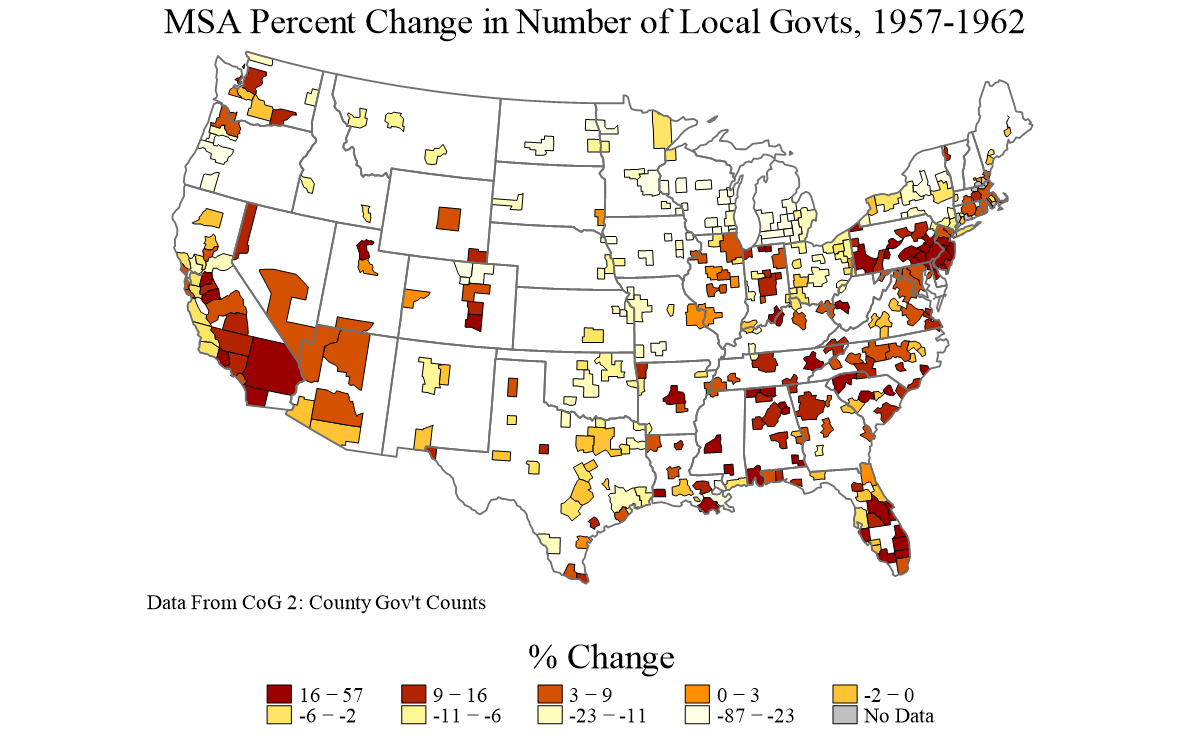 MSA Percent Change in Number of Local Govts, 1957-1962
Data From CoG 2: County Gov't Counts
% Change
16 − 57 9 − 16 3 − 9 0 − 3 -2 − 0
-6 − -2 -11 − -6 -23 − -11 -87 − -23 No Data